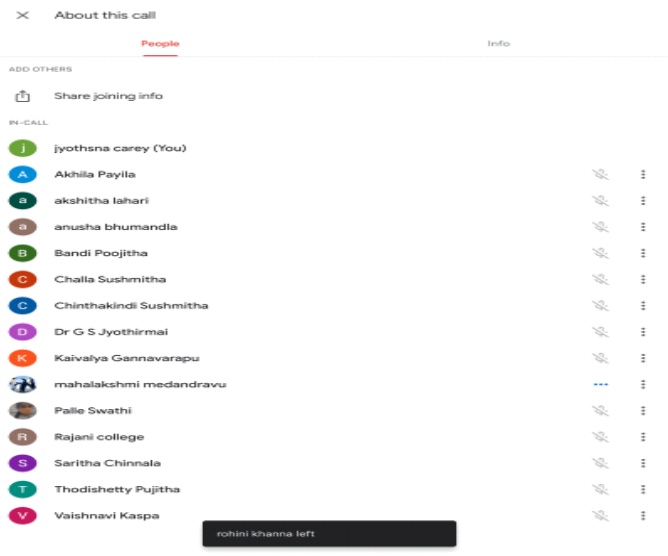 About this call
People Info
ADD OTHERS
Share joining info
IN-CALL
j jyothsna carey (You)
A Akhila Payila
a akshitha lahari
a anusha bhumandla
B Bandi Poojitha
C Challa Sushmitha
C Chinthakindi Sushmitha
D Dr G S Jyothirmai
K Kaivalya Gannavarapu
mahalakshmi medandravu
Palle Swathi
R Rajani college
S Saritha Chinnala
T Thodishetty Pujitha
V Vaishnavi Kaspa
rohini khanna left